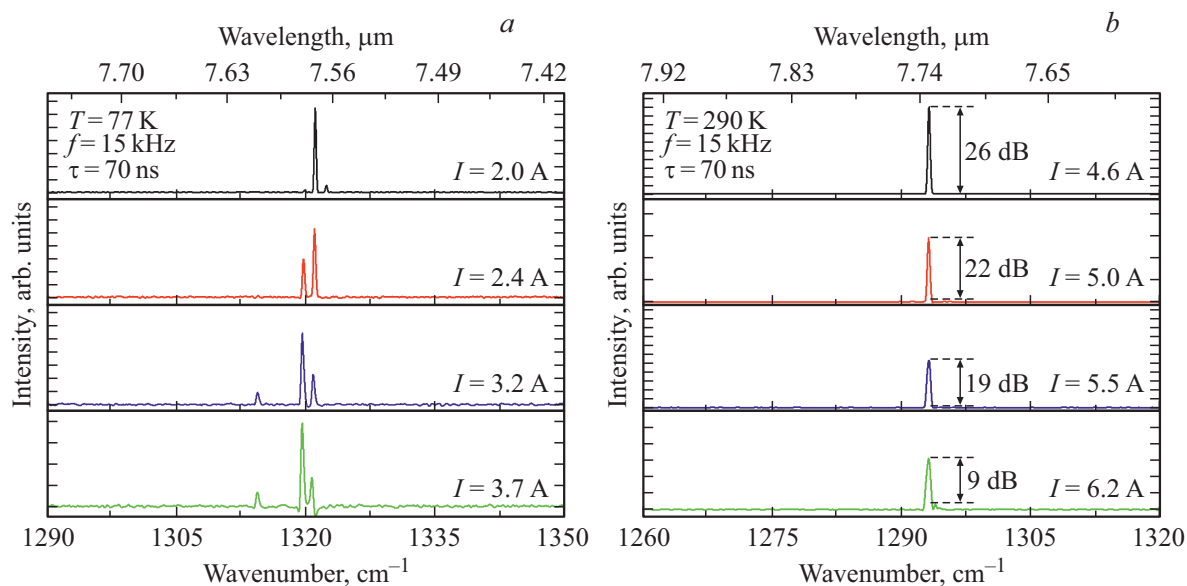 Wavelength, μm
a
7.70 7.63 7.56 7.49 7.42
T = 77 K
f = 15 kHz
τ = 70 ns
I = 2.0 A
I = 2.4 A
I = 3.2 A
I = 3.7 A
Intensity, arb. units
1290 1305 1320 1335 1350
Wavenumber, cm⁻¹
Wavelength, μm
b
7.92 7.83 7.74 7.65
T = 290 K
f = 15 kHz
τ = 70 ns
26 dB
I = 4.6 A
22 dB
I = 5.0 A
19 dB
I = 5.5 A
9 dB
I = 6.2 A
Intensity, arb. units
1260 1275 1290 1305 1320
Wavenumber, cm⁻¹